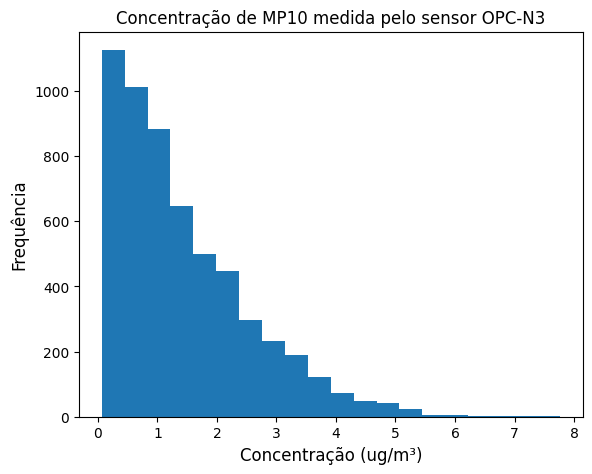 Concentração de MP10 medida pelo sensor OPC-N3
Frequência
1000
800
600
400
200
0
0 1 2 3 4 5 6 7 8
Concentração (ug/m³)